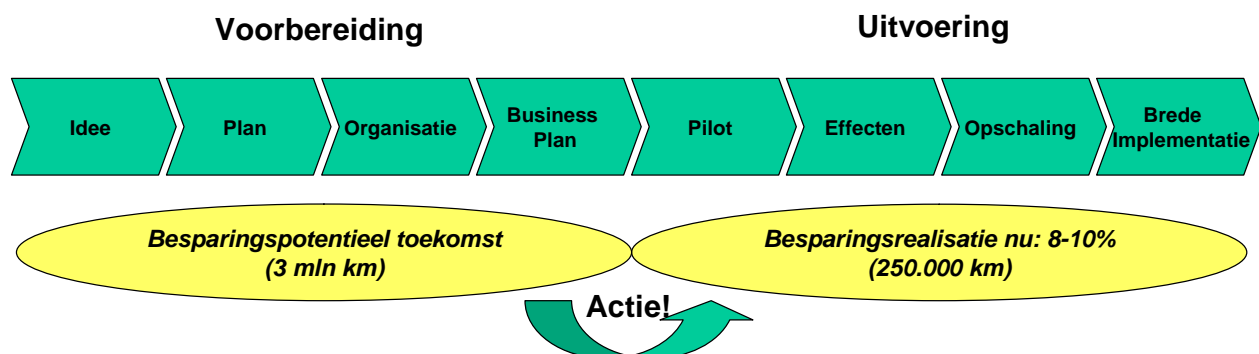 Voorbereiding
Uitvoering
Idee
Plan
Organisatie
Business
Plan
Pilot
Effecten
Opschaling
Brede
Implementatie
Besparingspotentieel toekomst
(3 mln km)
Besparingsrealisatie nu: 8-10%
(250.000 km)
Actie!